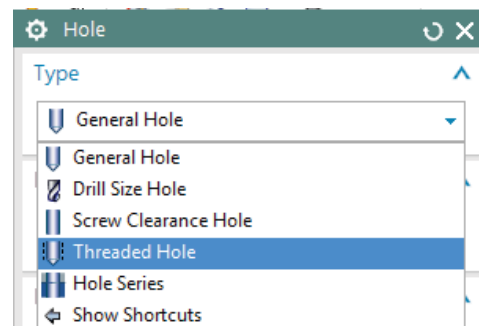 Hole
Type
General Hole
General Hole
Drill Size Hole
Screw Clearance Hole
Threaded Hole
Hole Series
Show Shortcuts